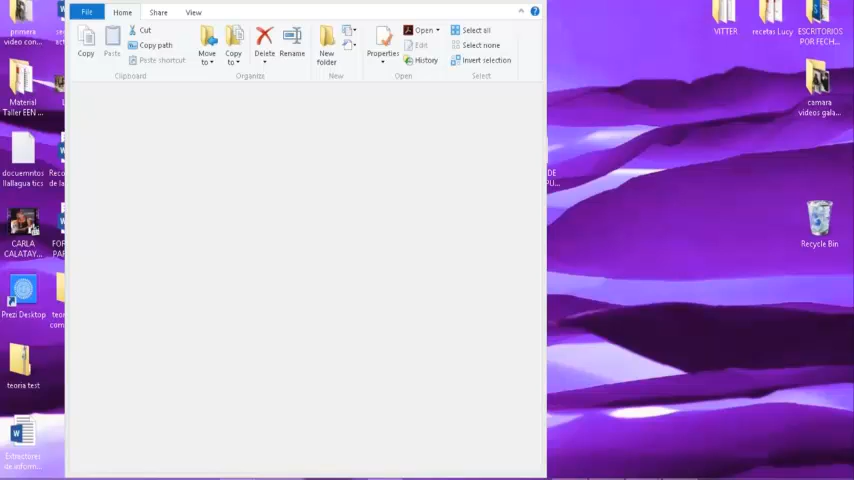 File Home Share View
Copy
Paste
Cut
Copy path
Paste shortcut
Clipboard
Move to
Copy to
Delete
Rename
Organize
New folder
New
Properties
Open
Edit
History
Open
Select all
Select none
Invert selection
Select
primera
video con...
Material
Taller EEN ...
docuemntos
llallagua tics
CARLA
CALATAY...
Prezi Desktop
teoria test
Extractores
de inform...
VITTER
recetas Lucy
ESCRITORIOS
POR FECH...
camara
videos gala...
Recycle Bin